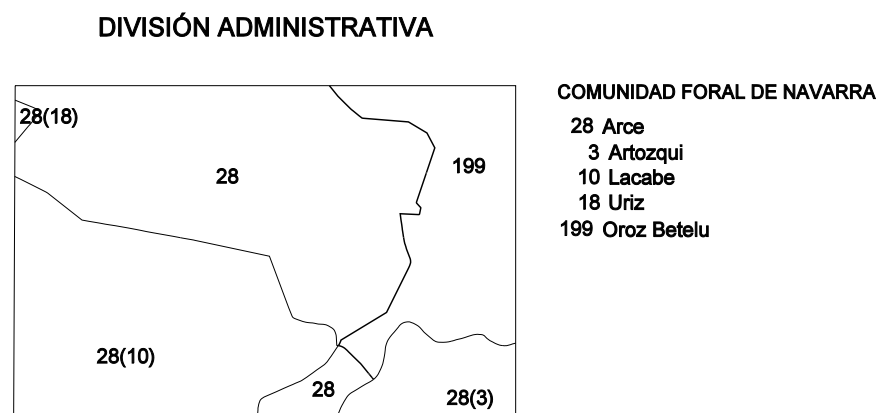 DIVISIÓN ADMINISTRATIVA
28(18)
28
199
28(10)
28
28(3)
COMUNIDAD FORAL DE NAVARRA
28 Arce
3 Artozqui
10 Lacabe
18 Uriz
199 Oroz Betelu